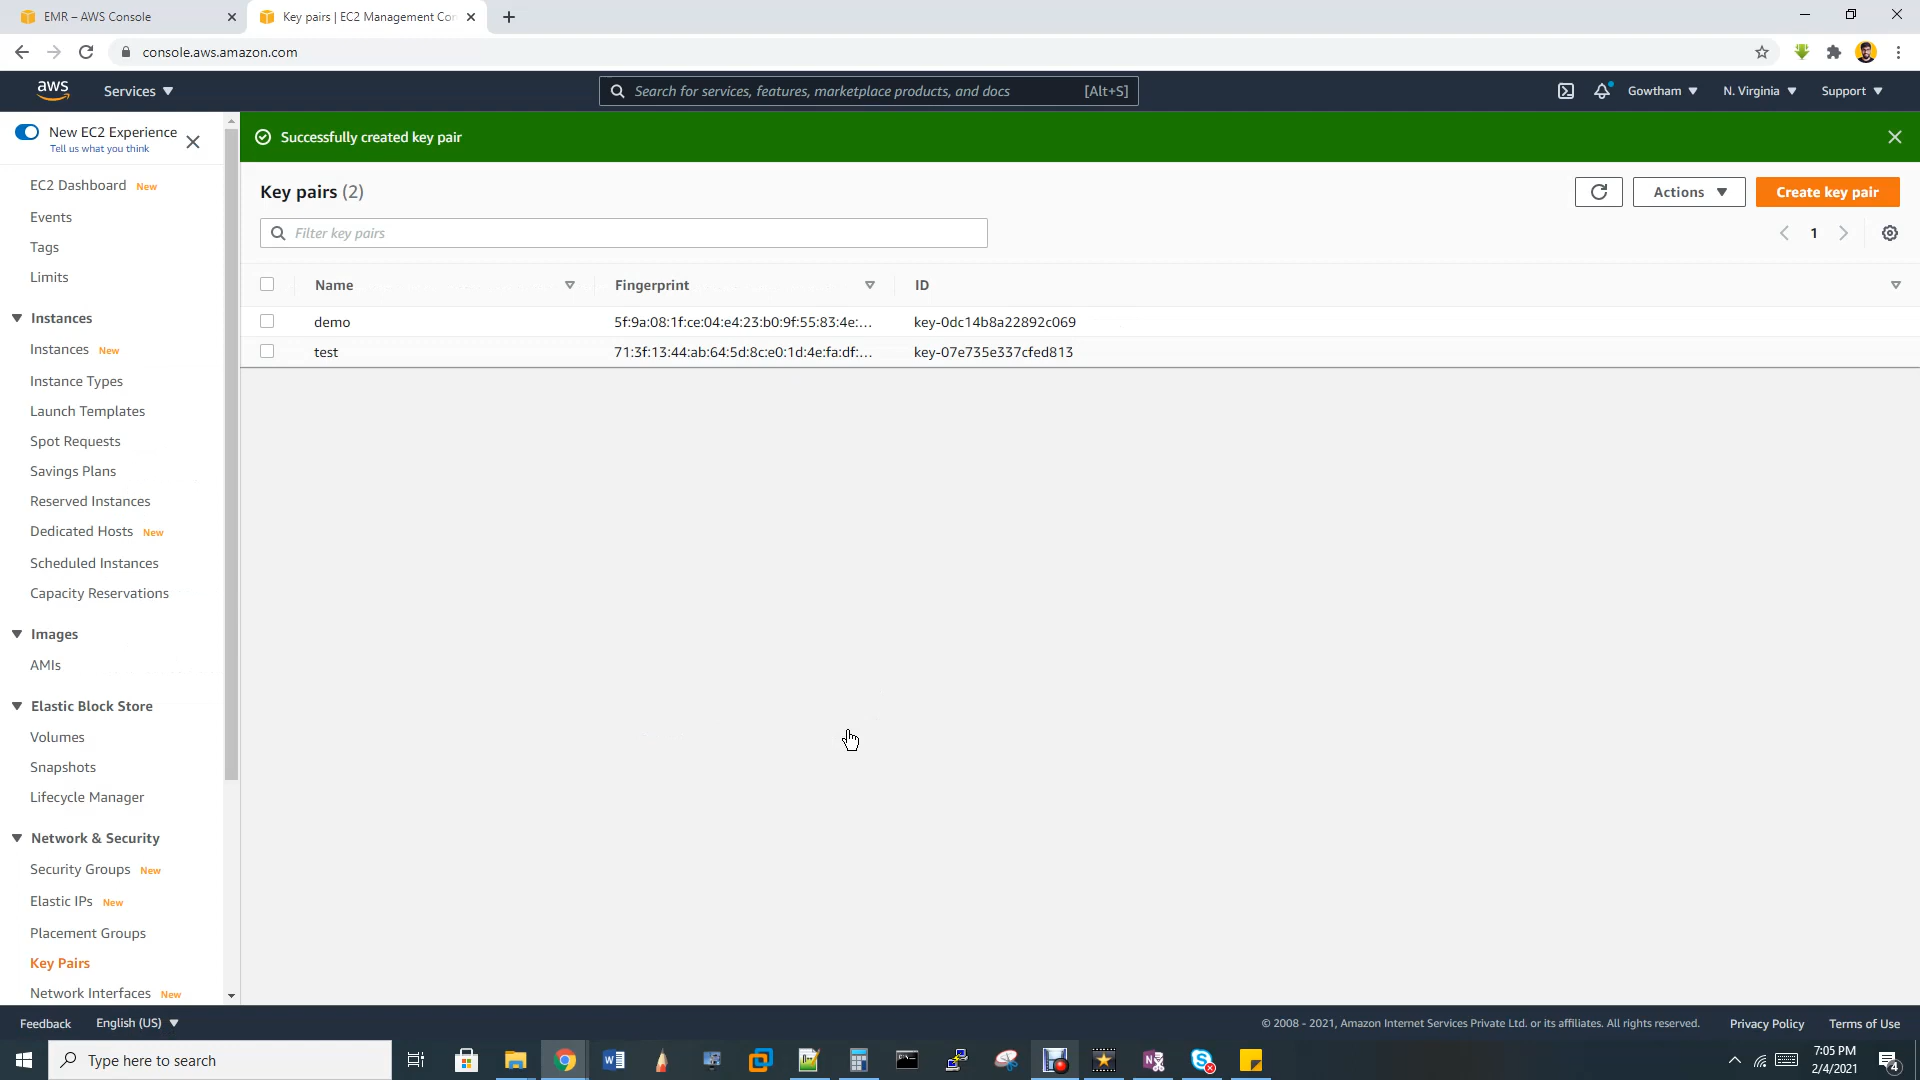 EMR – AWS Console
Key pairs | EC2 Management Con
console.aws.amazon.com
aws
Services
Search for services, features, marketplace products, and docs [Alt+S]
Gowtham
N. Virginia
Support
New EC2 Experience
Tell us what you think
EC2 Dashboard New
Events
Tags
Limits
Instances
Instances New
Instance Types
Launch Templates
Spot Requests
Savings Plans
Reserved Instances
Dedicated Hosts New
Scheduled Instances
Capacity Reservations
Images
AMIs
Elastic Block Store
Volumes
Snapshots
Lifecycle Manager
Network & Security
Security Groups New
Elastic IPs New
Placement Groups
Key Pairs
Network Interfaces New
Successfully created key pair
Key pairs (2)
Actions
Create key pair
Filter key pairs
1
Name Fingerprint ID
demo 5f:9a:08:1f:ce:04:e4:23:b0:9f:55:83:4e:... key-0dc14b8a22892c069
test 71:3f:13:44:ab:64:5d:8c:e0:1d:4e:fa:df:... key-07e735e337cfed813
Feedback
English (US)
© 2008 - 2021, Amazon Internet Services Private Ltd. or its affiliates. All rights reserved.
Privacy Policy
Terms of Use
Type here to search
7:05 PM
2/4/2021
4